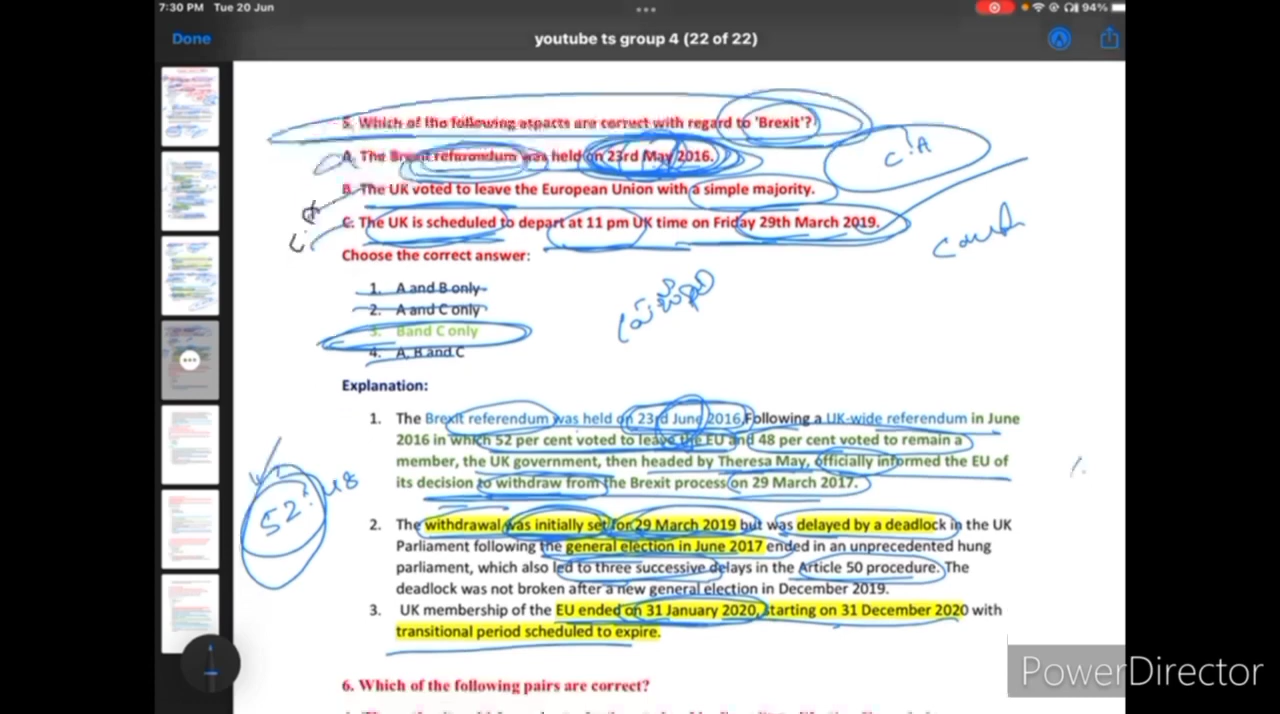 7:30 PM Tue 20 Jun
94%
Done
youtube ts group 4 (22 of 22)
5. Which of the following aspects are correct with regard to 'Brexit'?
A. The Brexit referendum was held on 23rd May 2016.
C!A
B. The UK voted to leave the European Union with a simple majority.
C. The UK is scheduled to depart at 11 pm UK time on Friday 29th March 2019.
Choose the correct answer:
1. A and B only
2. A and C only
3. Band C only
4. A, B and C
Explanation:
1. The Brexit referendum was held on 23rd June 2016,Following a UK-wide referendum in June
2016 in which 52 per cent voted to leave the EU and 48 per cent voted to remain a
member, the UK government, then headed by Theresa May, officially informed the EU of
its decision to withdraw from the Brexit process on 29 March 2017.
52:48
2. The withdrawal was initially set for 29 March 2019 but was delayed by a deadlock in the UK
Parliament following the general election in June 2017 ended in an unprecedented hung
parliament, which also led to three successive delays in the Article 50 procedure. The
deadlock was not broken after a new general election in December 2019.
3. UK membership of the EU ended on 31 January 2020, starting on 31 December 2020 with
transitional period scheduled to expire.
PowerDirector
6. Which of the following pairs are correct?